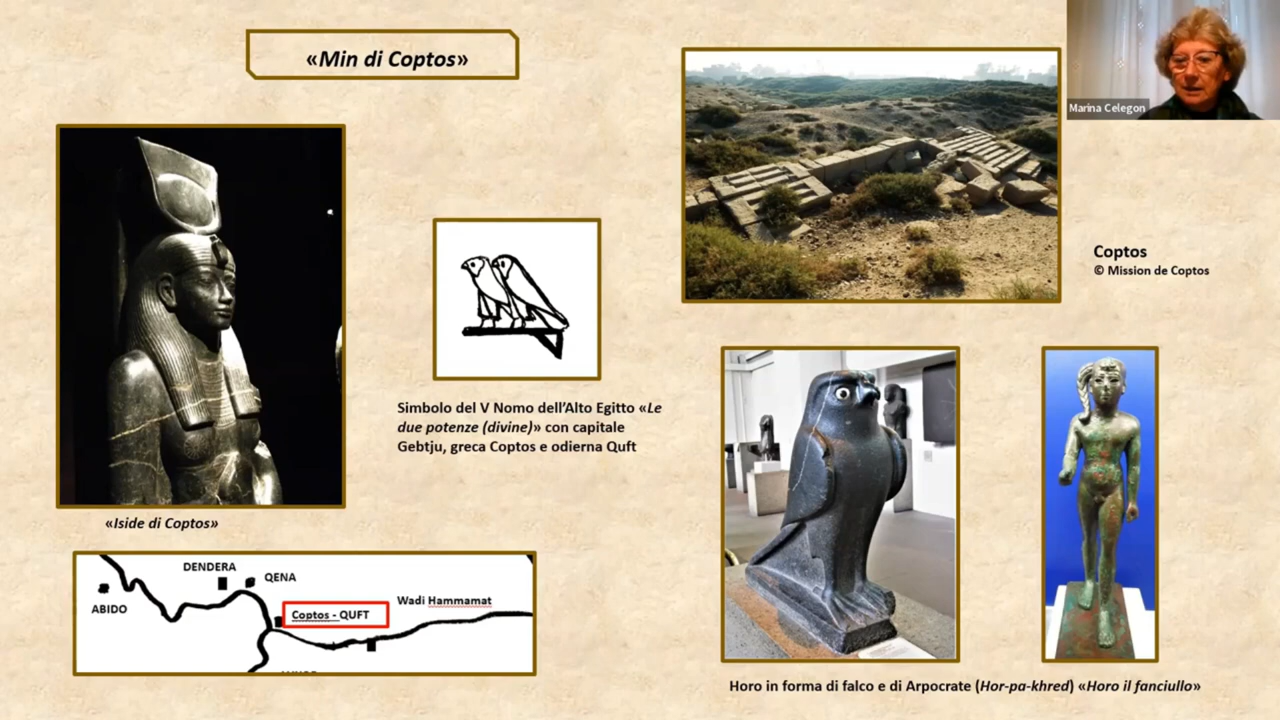 «Min di Coptos»
Marina Celegon
Coptos
© Mission de Coptos
Simbolo del V Nomo dell'Alto Egitto «Le
due potenze (divine)» con capitale
Gebtju, greca Coptos e odierna Quft
«Iside di Coptos»
DENDERA
QENA
ABIDO
Coptos - QUFT
Wadi Hammamat
Horo in forma di falco e di Arpocrate (Hor-pa-khred) «Horo il fanciullo»